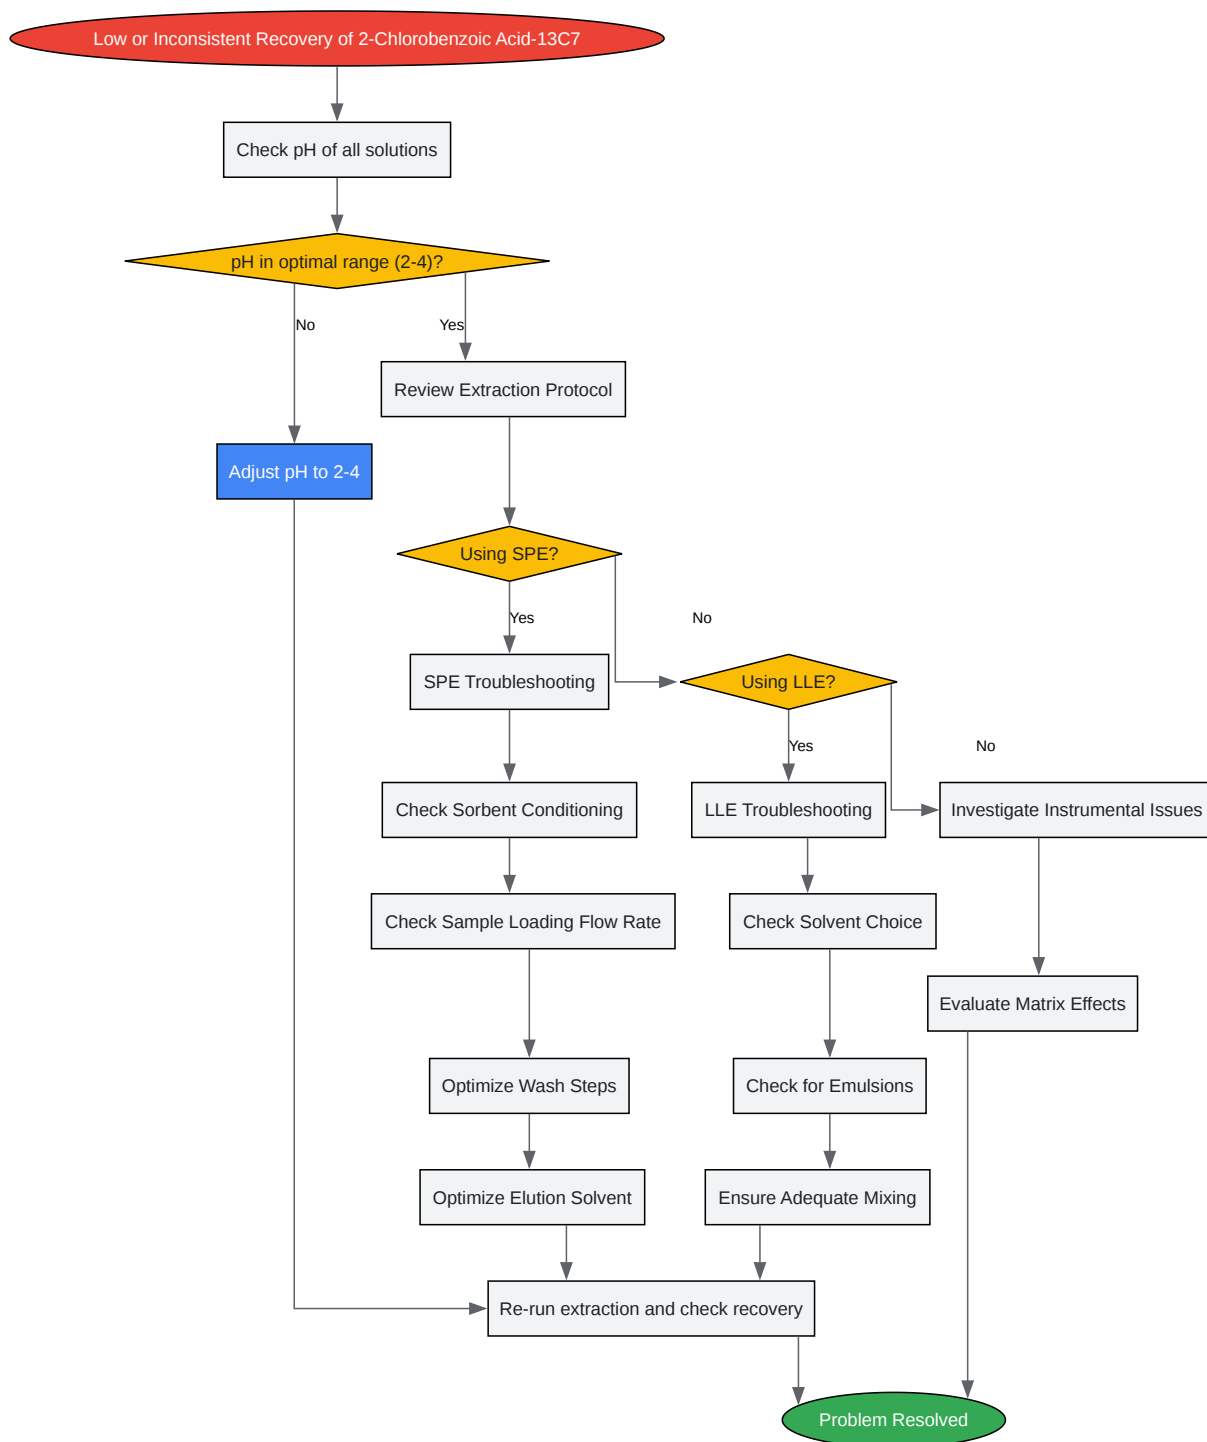 Low or Inconsistent Recovery of 2-Chlorobenzoic Acid-13C7
Check pH of all solutions
pH in optimal range (2-4)?
No
Yes
Review Extraction Protocol
Adjust pH to 2-4
Using SPE?
Yes
No
SPE Troubleshooting
Using LLE?
Yes
No
Check Sorbent Conditioning
LLE Troubleshooting
Investigate Instrumental Issues
Check Sample Loading Flow Rate
Check Solvent Choice
Evaluate Matrix Effects
Optimize Wash Steps
Check for Emulsions
Optimize Elution Solvent
Ensure Adequate Mixing
Re-run extraction and check recovery
Problem Resolved